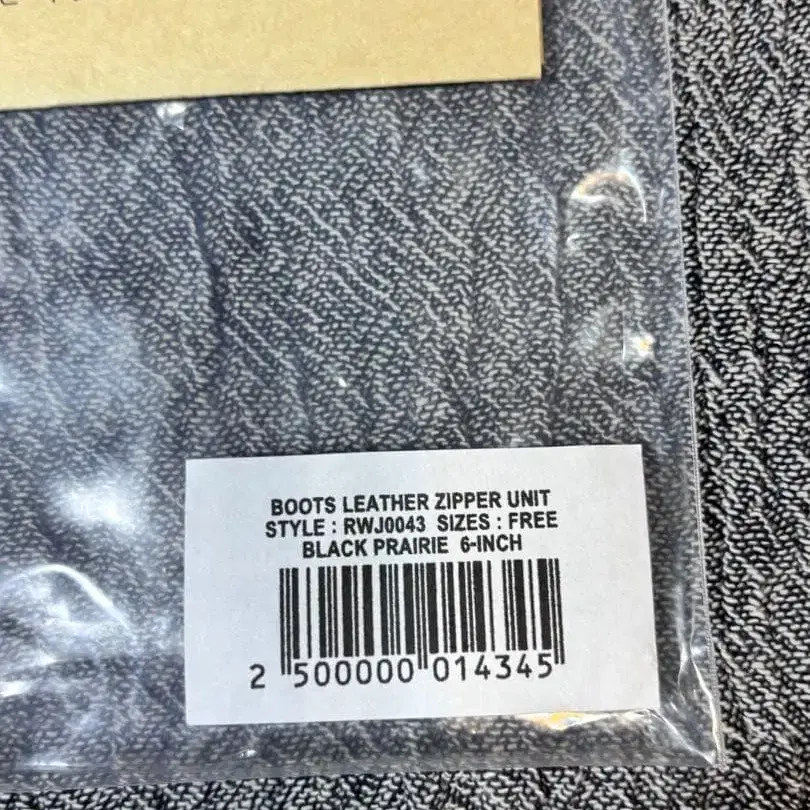 BOOTS LEATHER ZIPPER UNIT
STYLE : RWJ0043 SIZES : FREE
BLACK PRAIRIE 6-INCH
2 500000 014345